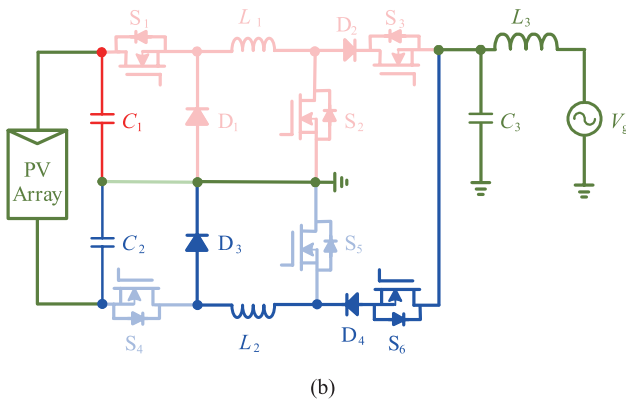 S1 L1 D2 S3 L3
C1 D1 S2 C3 Vg
PV
Array
C2 D3 S5
S4 L2 D4 S6
(b)